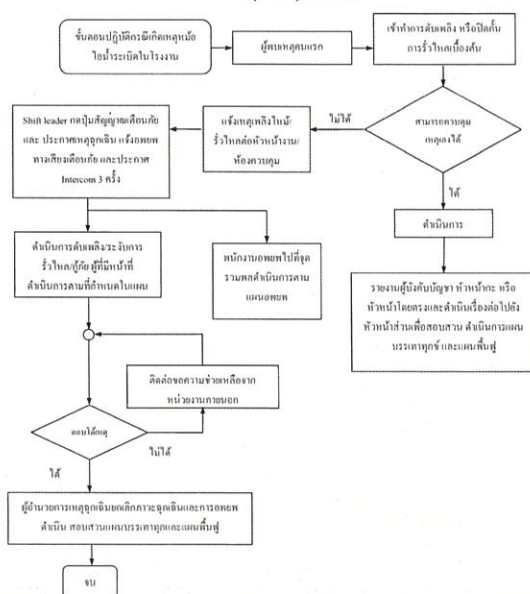 ขั้นตอนปฏิบัติกรณีเกิดเหตุหม้อ
ไอน้ำระเบิดในโรงงาน
ผู้พบเหตุคนแรก
เข้าทำการดับเพลิง หรือปิดกั้น
การรั่วไหลเบื้องต้น
สามารถควบคุม
เหตุเองได้
ไม่ได้
แจ้งเหตุเพลิงไหม้/
รั่วไหลต่อหัวหน้างาน/
ห้องควบคุม
Shift leader กดปุ่มสัญญาณเตือนภัย
และ ประกาศเหตุฉุกเฉิน แจ้งอพยพ
ทางเสียงเตือนภัย และประกาศ
Intercom 3 ครั้ง
ได้
ดำเนินการ
รายงานผู้บังคับบัญชา หัวหน้ากะ หรือ
หัวหน้าโดยตรงและดำเนินเรื่องต่อไปยัง
หัวหน้าส่วนเพื่อสอบสวน ดำเนินการแผน
บรรเทาทุกข์ และแผนฟื้นฟู
ดำเนินการดับเพลิง/ระงับการ
รั่วไหล/กู้ภัย ผู้ที่มีหน้าที่
ดำเนินการตามที่กำหนดในแผน
พนักงานอพยพไปที่จุด
รวมพลดำเนินการตาม
แผนอพยพ
ติดต่อขอความช่วยเหลือจาก
หน่วยงานภายนอก
ตอบโต้เหตุ
ไม่ได้
ได้
ผู้อำนวยการเหตุฉุกเฉินยกเลิกภาวะฉุกเฉินและการอพยพ
ดำเนิน สอบสวนแผนบรรเทาทุกและแผนฟื้นฟู
จบ